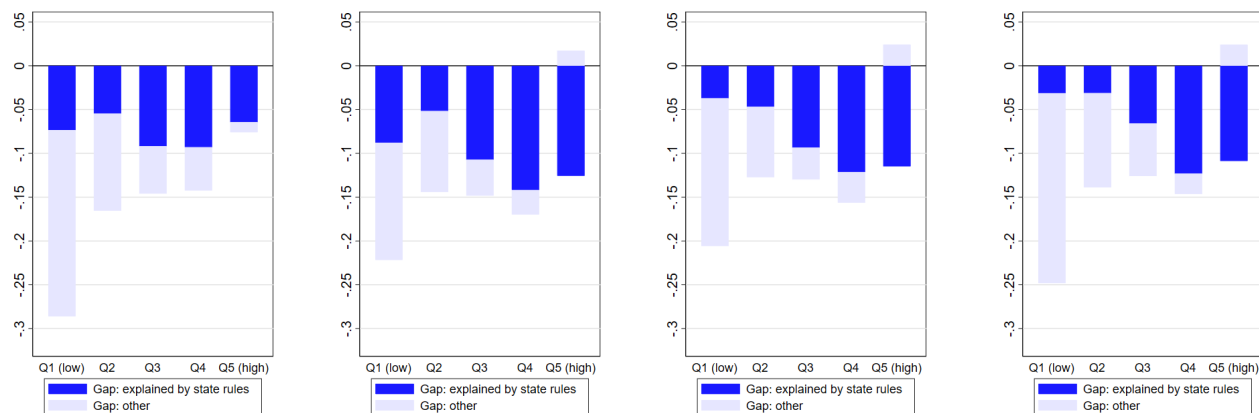 .05
0
-.05
-.1
-.15
-.2
-.25
-.3
Q1 (low) Q2 Q3 Q4 Q5 (high)
Gap: explained by state rules
Gap: other
.05
0
-.05
-.1
-.15
-.2
-.25
-.3
Q1 (low) Q2 Q3 Q4 Q5 (high)
Gap: explained by state rules
Gap: other
.05
0
-.05
-.1
-.15
-.2
-.25
-.3
Q1 (low) Q2 Q3 Q4 Q5 (high)
Gap: explained by state rules
Gap: other
.05
0
-.05
-.1
-.15
-.2
-.25
-.3
Q1 (low) Q2 Q3 Q4 Q5 (high)
Gap: explained by state rules
Gap: other